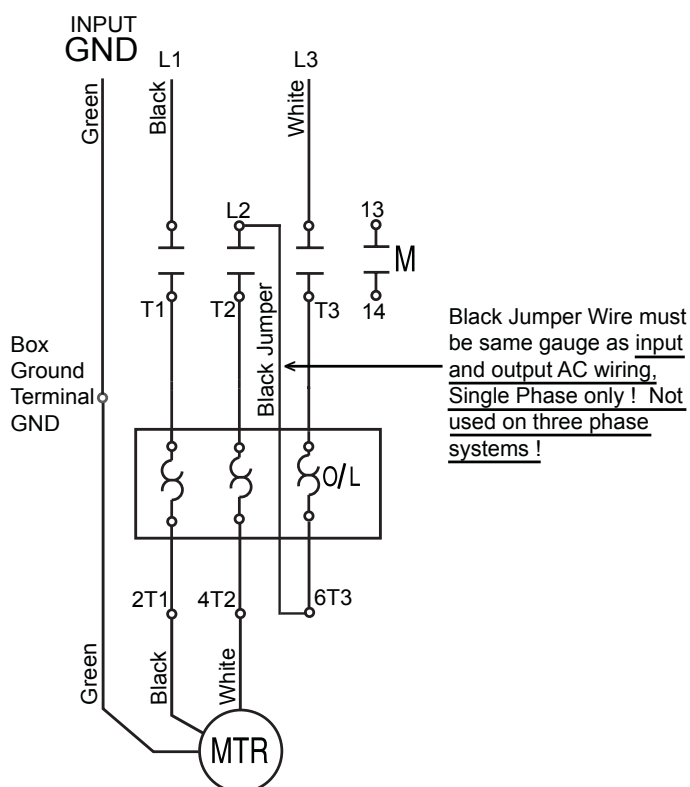 INPUT
GND
L1
L3
Green
Black
White
L2
13
M
T1
T2
T3
14
Black Jumper
Black Jumper Wire must
be same gauge as input
and output AC wiring,
Single Phase only ! Not
used on three phase
systems !
Box
Ground
Terminal
GND
O/L
2T1
4T2
6T3
Green
Black
White
MTR